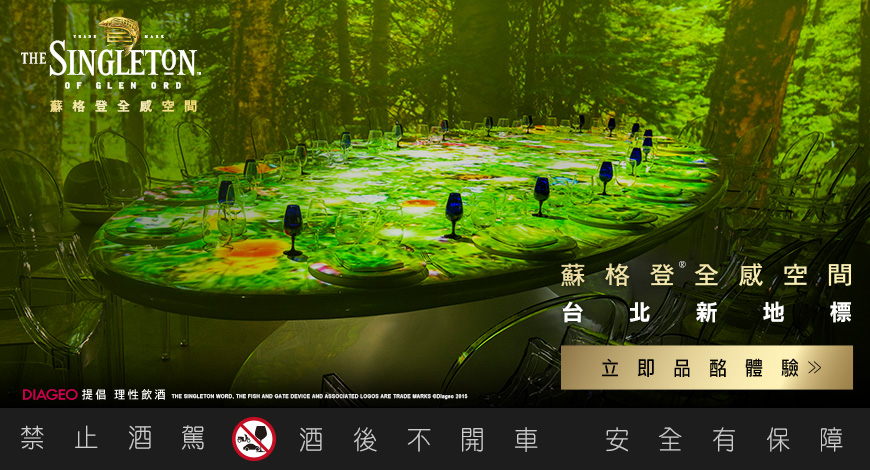 TRADE MARK
THE SINGLETON™
OF GLEN ORD
蘇格登全感空間
蘇格登®全感空間
台北新地標
立即品酩體驗»
DIAGEO 提倡 理性飲酒 THE SINGLETON WORD, THE FISH AND GATE DEVICE AND ASSOCIATED LOGOS ARE TRADE MARKS ©Diageo 2015
禁止酒駕 酒後不開車 安全有保障